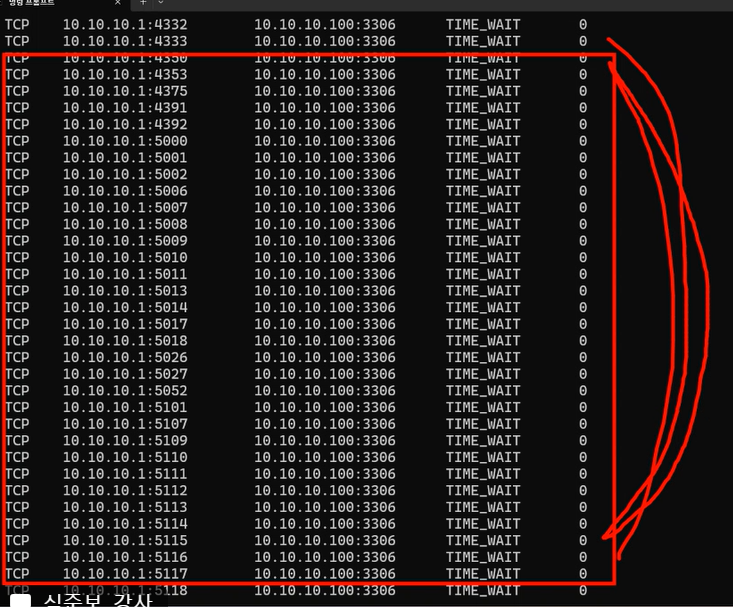 명령 프롬프트
TCP 10.10.10.1:4332 10.10.10.100:3306 TIME_WAIT 0
TCP 10.10.10.1:4333 10.10.10.100:3306 TIME_WAIT 0
TCP 10.10.10.1:4350 10.10.10.100:3306 TIME_WAIT 0
TCP 10.10.10.1:4353 10.10.10.100:3306 TIME_WAIT 0
TCP 10.10.10.1:4375 10.10.10.100:3306 TIME_WAIT 0
TCP 10.10.10.1:4391 10.10.10.100:3306 TIME_WAIT 0
TCP 10.10.10.1:4392 10.10.10.100:3306 TIME_WAIT 0
TCP 10.10.10.1:5000 10.10.10.100:3306 TIME_WAIT 0
TCP 10.10.10.1:5001 10.10.10.100:3306 TIME_WAIT 0
TCP 10.10.10.1:5002 10.10.10.100:3306 TIME_WAIT 0
TCP 10.10.10.1:5006 10.10.10.100:3306 TIME_WAIT 0
TCP 10.10.10.1:5007 10.10.10.100:3306 TIME_WAIT 0
TCP 10.10.10.1:5008 10.10.10.100:3306 TIME_WAIT 0
TCP 10.10.10.1:5009 10.10.10.100:3306 TIME_WAIT 0
TCP 10.10.10.1:5010 10.10.10.100:3306 TIME_WAIT 0
TCP 10.10.10.1:5011 10.10.10.100:3306 TIME_WAIT 0
TCP 10.10.10.1:5013 10.10.10.100:3306 TIME_WAIT 0
TCP 10.10.10.1:5014 10.10.10.100:3306 TIME_WAIT 0
TCP 10.10.10.1:5017 10.10.10.100:3306 TIME_WAIT 0
TCP 10.10.10.1:5018 10.10.10.100:3306 TIME_WAIT 0
TCP 10.10.10.1:5026 10.10.10.100:3306 TIME_WAIT 0
TCP 10.10.10.1:5027 10.10.10.100:3306 TIME_WAIT 0
TCP 10.10.10.1:5052 10.10.10.100:3306 TIME_WAIT 0
TCP 10.10.10.1:5101 10.10.10.100:3306 TIME_WAIT 0
TCP 10.10.10.1:5107 10.10.10.100:3306 TIME_WAIT 0
TCP 10.10.10.1:5109 10.10.10.100:3306 TIME_WAIT 0
TCP 10.10.10.1:5110 10.10.10.100:3306 TIME_WAIT 0
TCP 10.10.10.1:5111 10.10.10.100:3306 TIME_WAIT 0
TCP 10.10.10.1:5112 10.10.10.100:3306 TIME_WAIT 0
TCP 10.10.10.1:5113 10.10.10.100:3306 TIME_WAIT 0
TCP 10.10.10.1:5114 10.10.10.100:3306 TIME_WAIT 0
TCP 10.10.10.1:5115 10.10.10.100:3306 TIME_WAIT 0
TCP 10.10.10.1:5116 10.10.10.100:3306 TIME_WAIT 0
TCP 10.10.10.1:5117 10.10.10.100:3306 TIME_WAIT 0
TCP 10.10.10.1:5118 10.10.10.100:3306 TIME_WAIT 0
강사